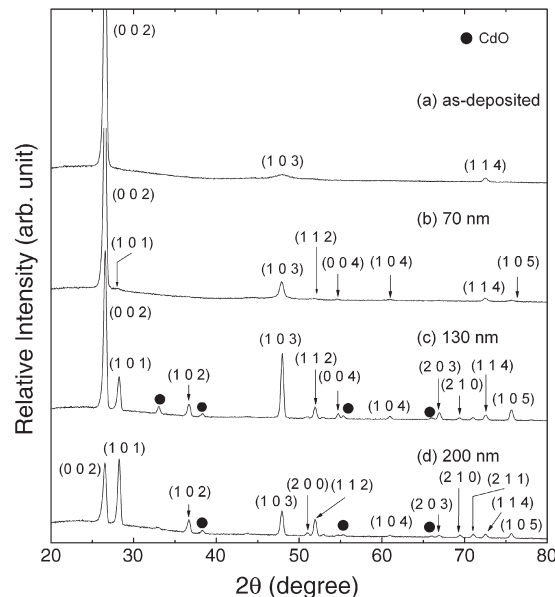 (0 0 2)
● CdO
(a) as-deposited
(1 0 3)
(1 1 4)
(0 0 2)
(b) 70 nm
(1 0 1)
(1 1 2)
(0 0 4)
(1 0 4)
(1 0 3)
(1 0 5)
(1 1 4)
(0 0 2)
(c) 130 nm
(1 0 3)
(1 0 1)
(1 1 2)
(0 0 4)
(1 0 2)
(2 0 3)
(1 1 4)
(2 1 0)
(1 0 4)
(1 0 5)
(d) 200 nm
(0 0 2)
(1 0 1)
(1 0 2)
(1 0 3)
(2 0 0)
(1 1 2)
(1 0 4)
(2 0 3)
(2 1 0)
(2 1 1)
(1 1 4)
(1 0 5)
20 30 40 50 60 70 80
2θ (degree)
Relative Intensity (arb. unit)